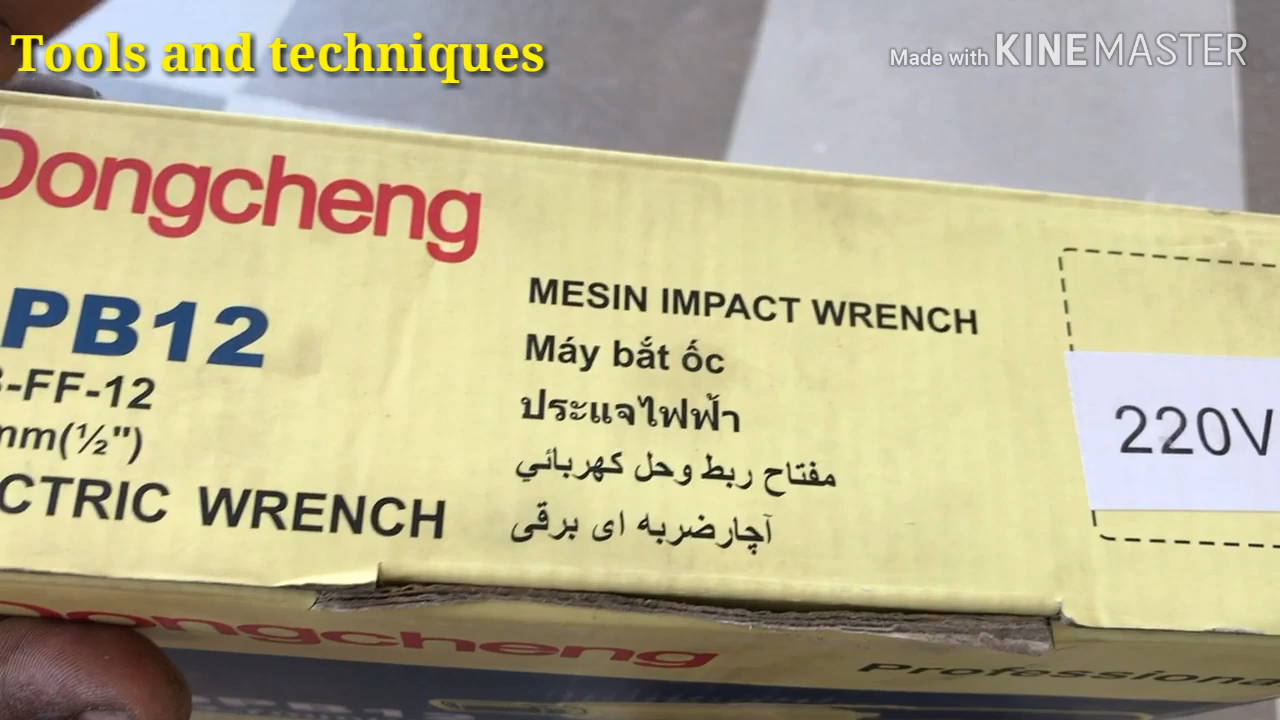 Tools and techniques
Made with KINEMASTER
Dongcheng
PB12
-FF-12
mm(½")
CTRIC WRENCH
MESIN IMPACT WRENCH
Máy bắt ốc
ประแจไฟฟ้า
مفتاح ربط وحل كهربائي
آچارضربه ای برقی
220V
Dongcheng
Professiona